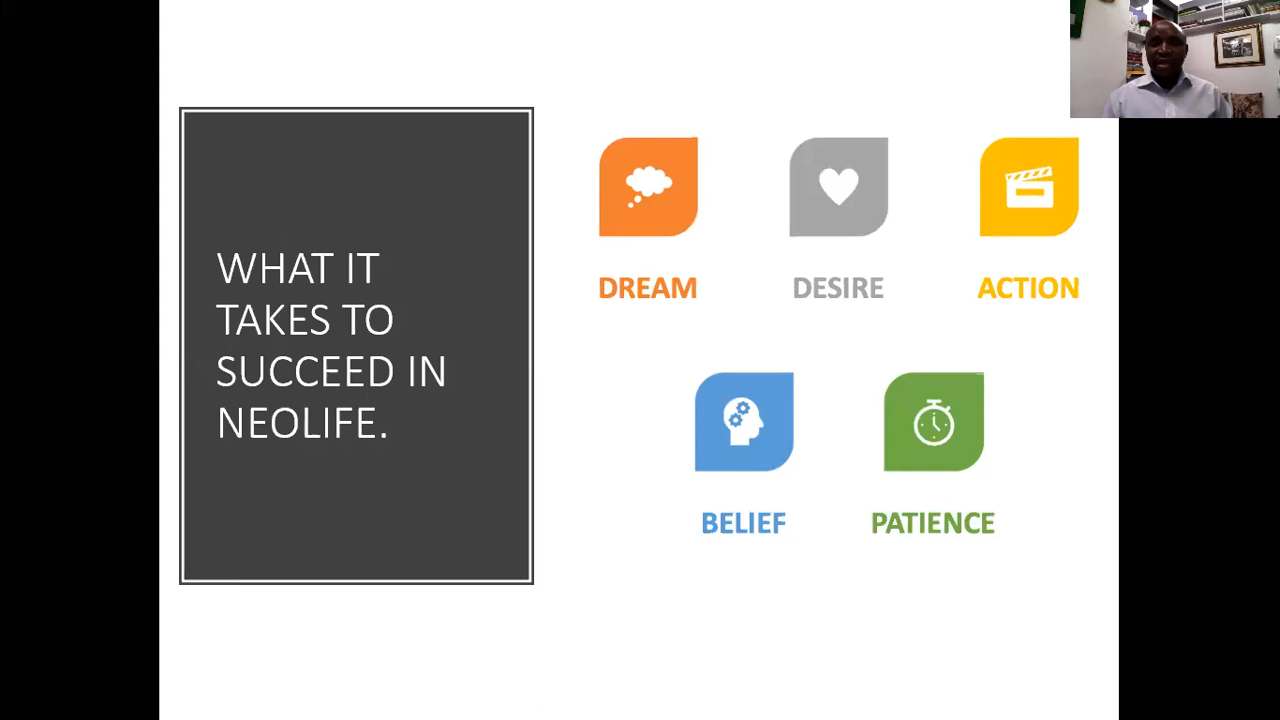 WHAT IT
TAKES TO
SUCCEED IN
NEOLIFE.
DREAM
DESIRE
ACTION
BELIEF
PATIENCE